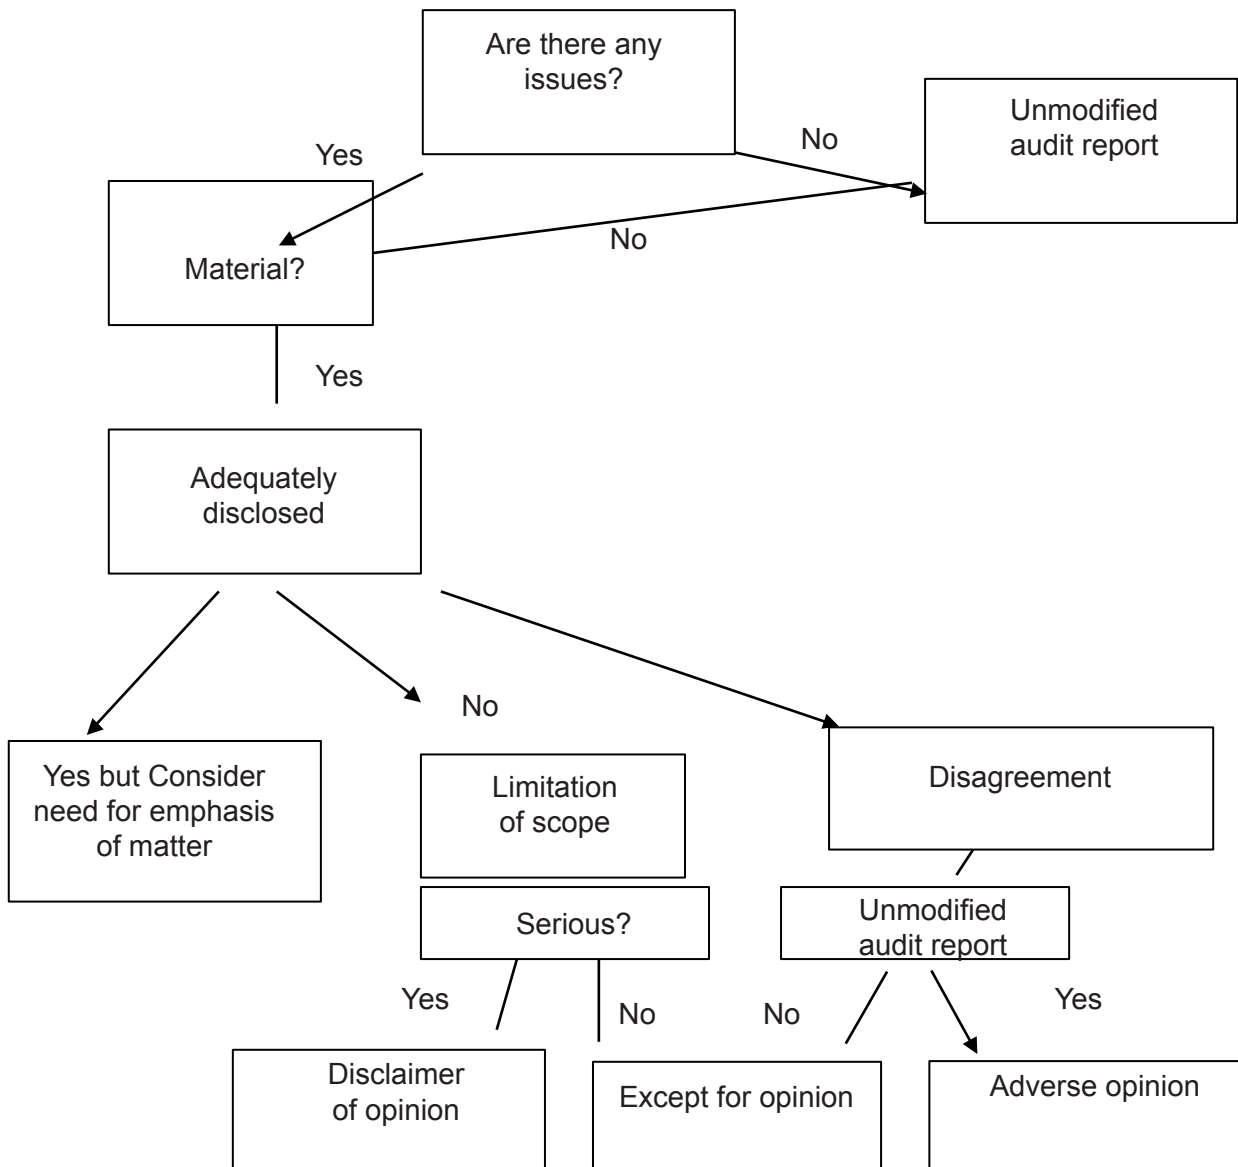 Are there any
issues?
Unmodified
audit report
Yes
No
No
Material?
Yes
Adequately
disclosed
No
Yes but Consider
need for emphasis
of matter
Limitation
of scope
Disagreement
Serious?
Unmodified
audit report
Yes
No
No
Yes
Disclaimer
of opinion
Except for opinion
Adverse opinion